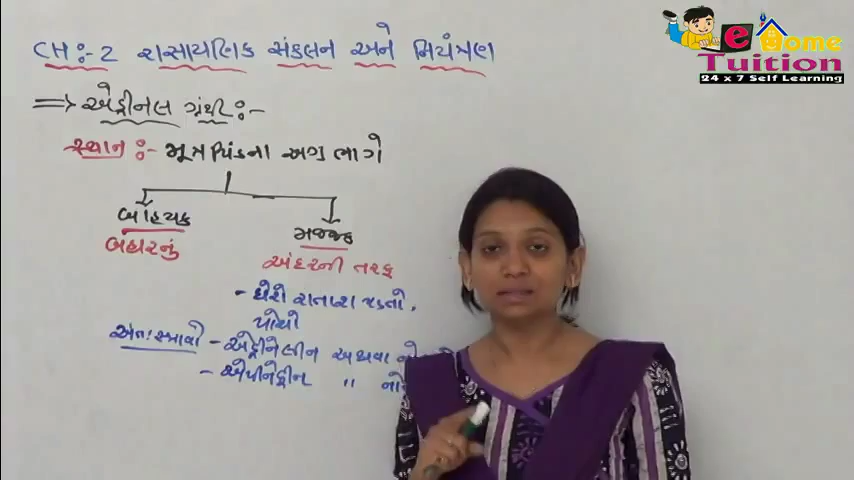 CH :- 2 રાસાયણિક સંકલન અને નિયંત્રણ
⇒ એડ્રીનલ ગ્રંથી :-
સ્થાન :- મૂત્રપિંડના અગ્ર ભાગે
બાહ્યક મજ્જક
બહારનું અંદરની તરફ
- ઘેરો રાતાશ પડતો,
પોચો
અંતઃસ્ત્રાવો - એડ્રીનેલીન અથવા
- એપીનેફ્રીન " નોર
e Home
Tuition
24 x 7 Self Learning